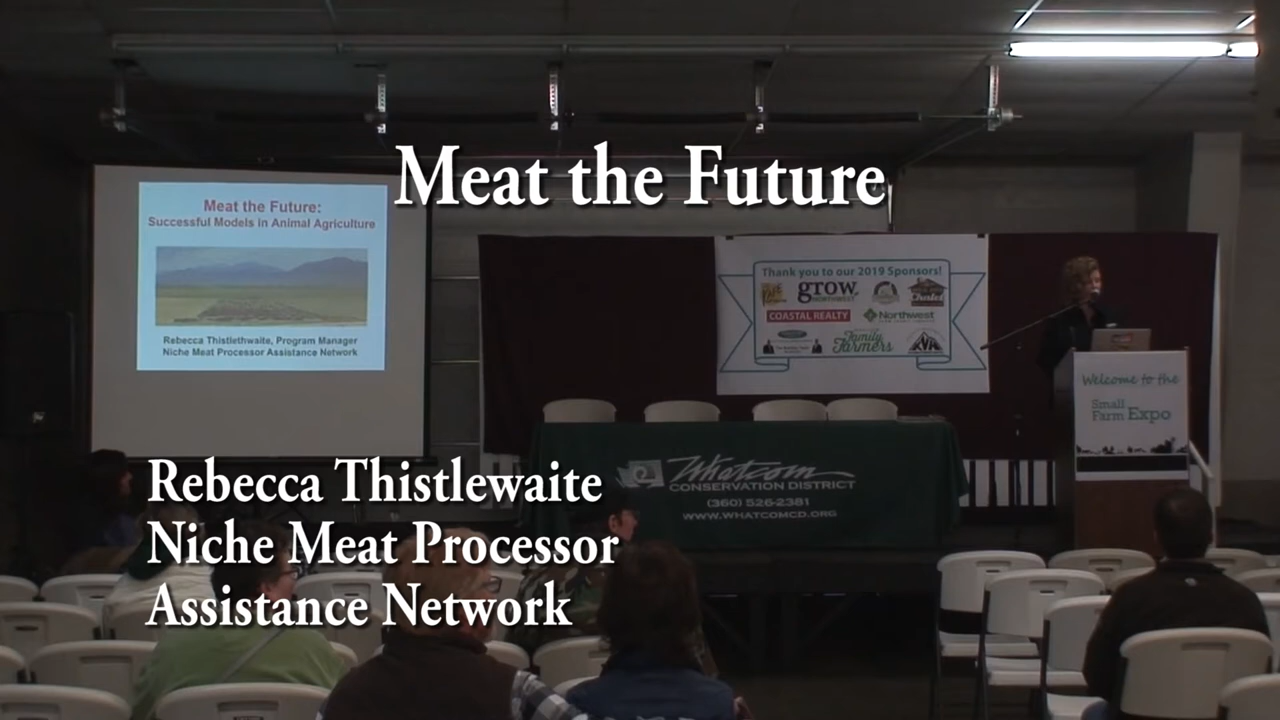 Meat the Future
Meat the Future:
Successful Models in Animal Agriculture
Rebecca Thistlethwaite, Program Manager
Niche Meat Processor Assistance Network
Thank you to our 2019 Sponsors!
grow
NORTHWEST
Chalet
COASTAL REALTY
Northwest
Family
Farmers
Welcome to the
Small
Farm Expo
Whatcom
CONSERVATION DISTRICT
(360) 526-2381
WWW.WHATCOMCD.ORG
Rebecca Thistlewaite
Niche Meat Processor
Assistance Network